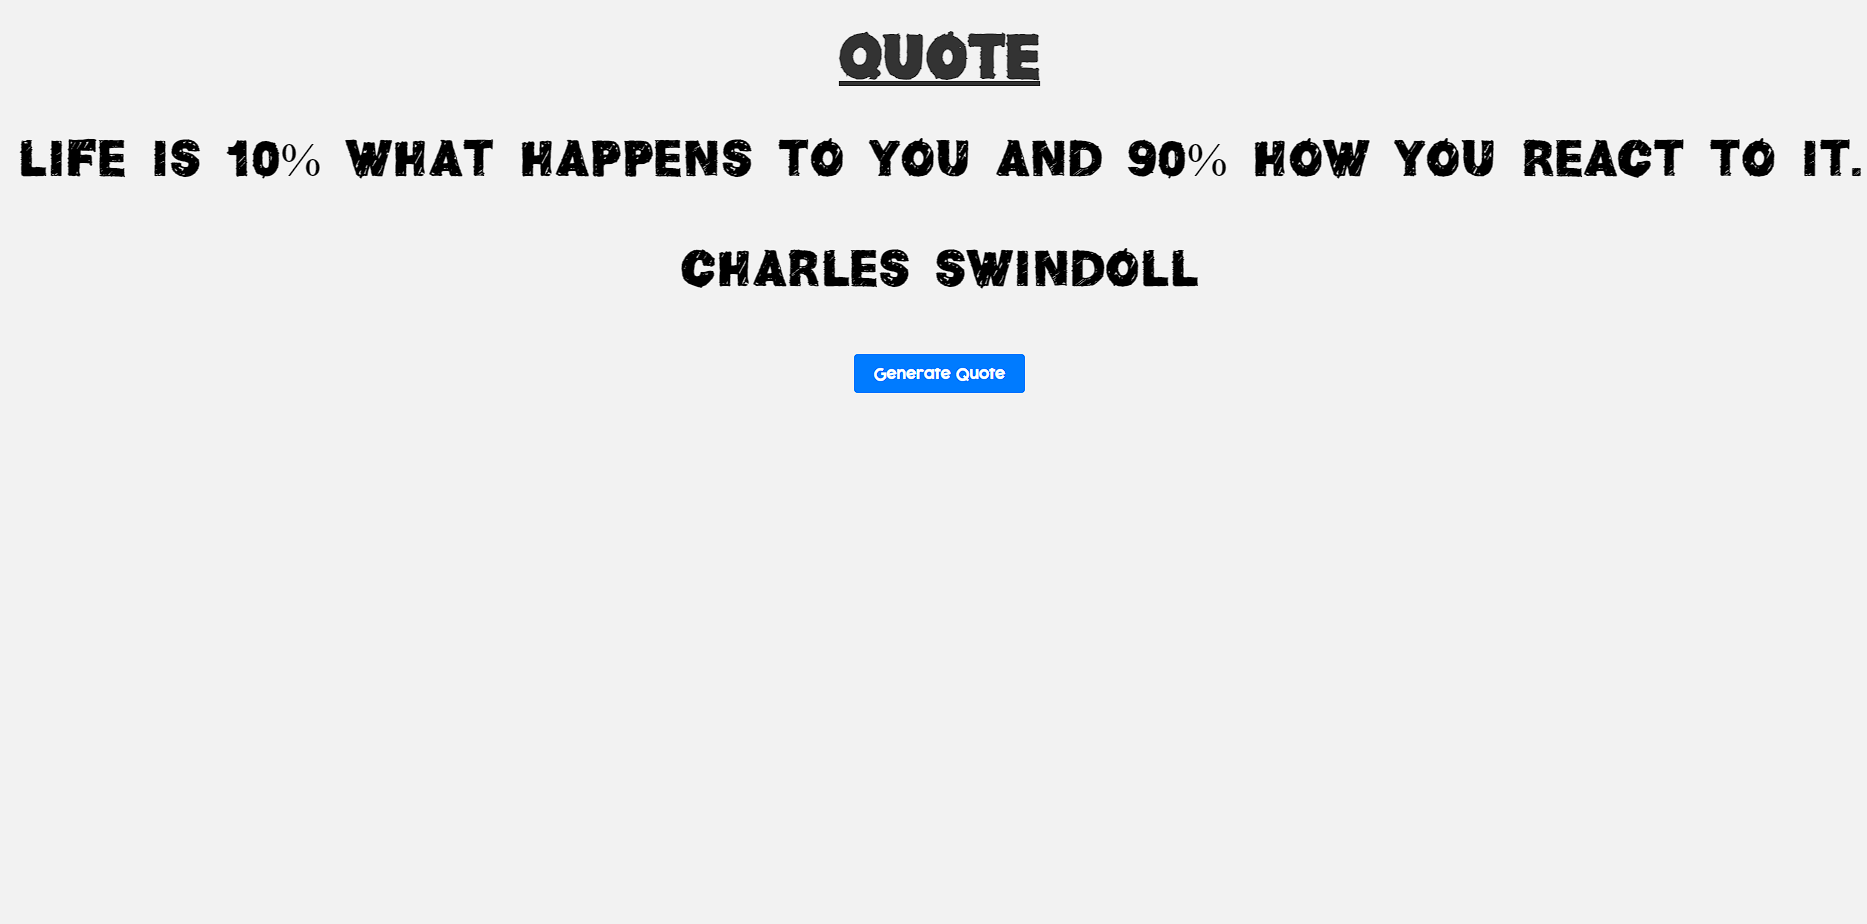 QUOTE
LIFE IS 10% WHAT HAPPENS TO YOU AND 90% HOW YOU REACT TO IT.
CHARLES SWINDOLL
Generate Quote